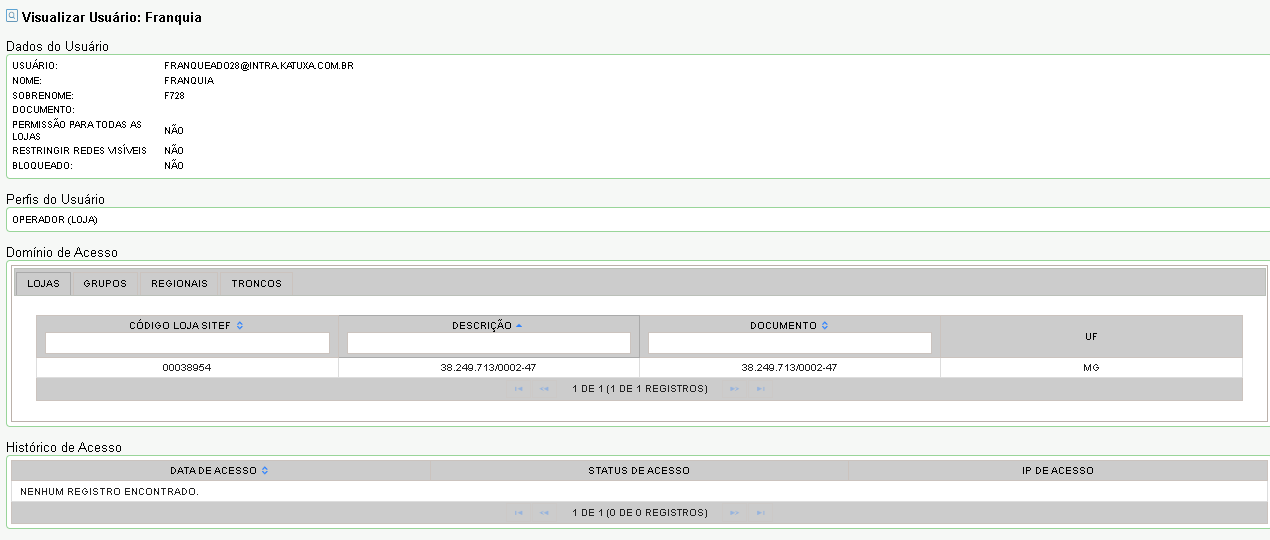 Visualizar Usuário: Franquia
Dados do Usuário
USUÁRIO: FRANQUEADO28@INTRA.KATUXA.COM.BR
NOME: FRANQUIA
SOBRENOME: F728
DOCUMENTO:
PERMISSÃO PARA TODAS AS LOJAS NÃO
RESTRINGIR REDES VISÍVEIS NÃO
BLOQUEADO: NÃO
Perfis do Usuário
OPERADOR (LOJA)
Domínio de Acesso
LOJAS GRUPOS REGIONAIS TRONCOS
CÓDIGO LOJA SITEF DESCRIÇÃO DOCUMENTO UF
00038954 38.249.713/0002-47 38.249.713/0002-47 MG
1 DE 1 (1 DE 1 REGISTROS)
Histórico de Acesso
DATA DE ACESSO STATUS DE ACESSO IP DE ACESSO
NENHUM REGISTRO ENCONTRADO.
1 DE 1 (0 DE 0 REGISTROS)